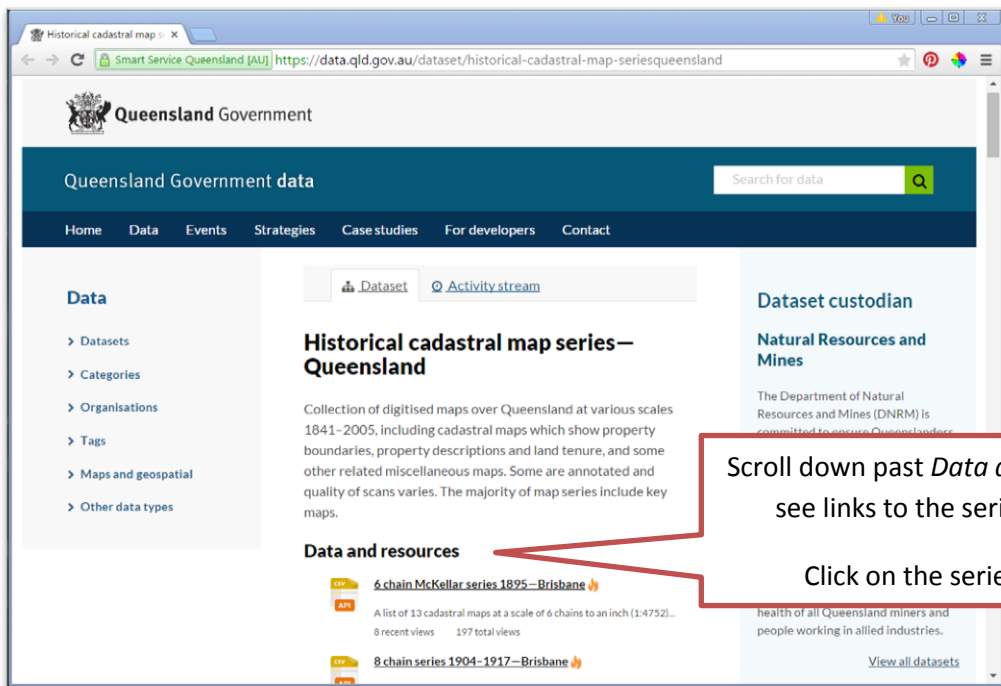 You
Historical cadastral map s
Smart Service Queensland [AU] https://data.qld.gov.au/dataset/historical-cadastral-map-seriesqueensland
Queensland Government
Queensland Government data
Search for data
Home Data Events Strategies Case studies For developers Contact
Data
> Datasets
> Categories
> Organisations
> Tags
> Maps and geospatial
> Other data types
Dataset Activity stream
Historical cadastral map series—
Queensland
Collection of digitised maps over Queensland at various scales
1841–2005, including cadastral maps which show property
boundaries, property descriptions and land tenure, and some
other related miscellaneous maps. Some are annotated and
quality of scans varies. The majority of map series include key
maps.
Data and resources
CSV
API
6 chain McKellar series 1895—Brisbane
A list of 13 cadastral maps at a scale of 6 chains to an inch (1:4752)...
8 recent views 197 total views
CSV
API
8 chain series 1904–1917—Brisbane
Dataset custodian
Natural Resources and
Mines
The Department of Natural
Resources and Mines (DNRM) is
committed to ensure Queenslanders
Scroll down past Data
see links to the seri
Click on the serie
health of all Queensland miners and
people working in allied industries.
View all datasets